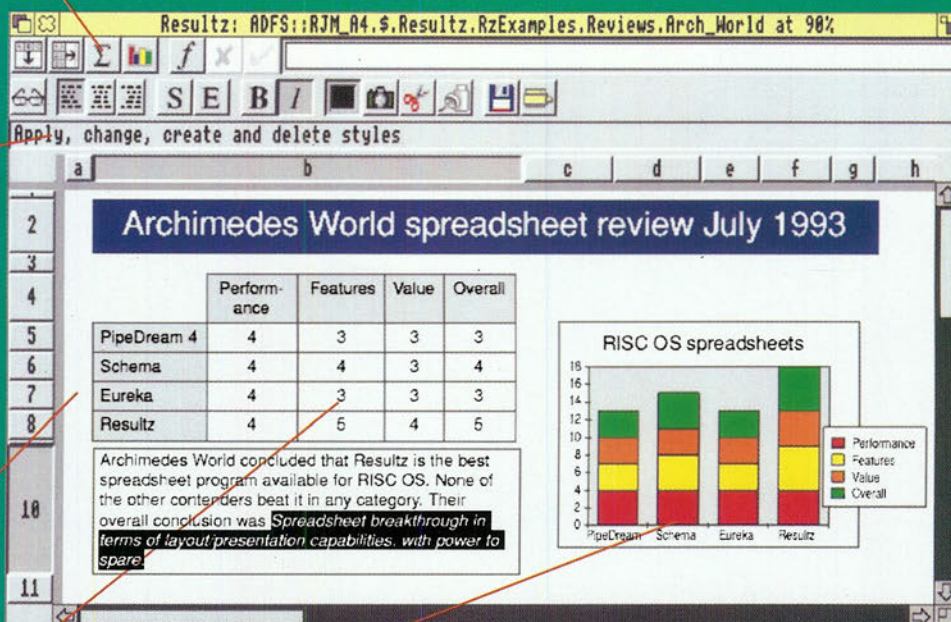 Resultz: ADFS::RJM_A4.$.Resultz.RzExamples.Reviews.Arch_World at 90%
Σ f
S E B I
Apply, change, create and delete styles
a b c d e f g h
2
Archimedes World spreadsheet review July 1993
3
4
Perform-
ance Features Value Overall
5 PipeDream 4 4 3 3 3
6 Schema 4 4 3 4
7 Eureka 4 3 3 3
8 Resultz 4 5 4 5
RISC OS spreadsheets
18
16
14
12
10
8
6
4
2
0
PipeDream Schema Eureka Resultz
Performance
Features
Value
Overall
10
Archimedes World concluded that Resultz is the best
spreadsheet program available for RISC OS. None of
the other contenders beat it in any category. Their
overall conclusion was Spreadsheet breakthrough in
terms of layout/presentation capabilities, with power to
spare.
11